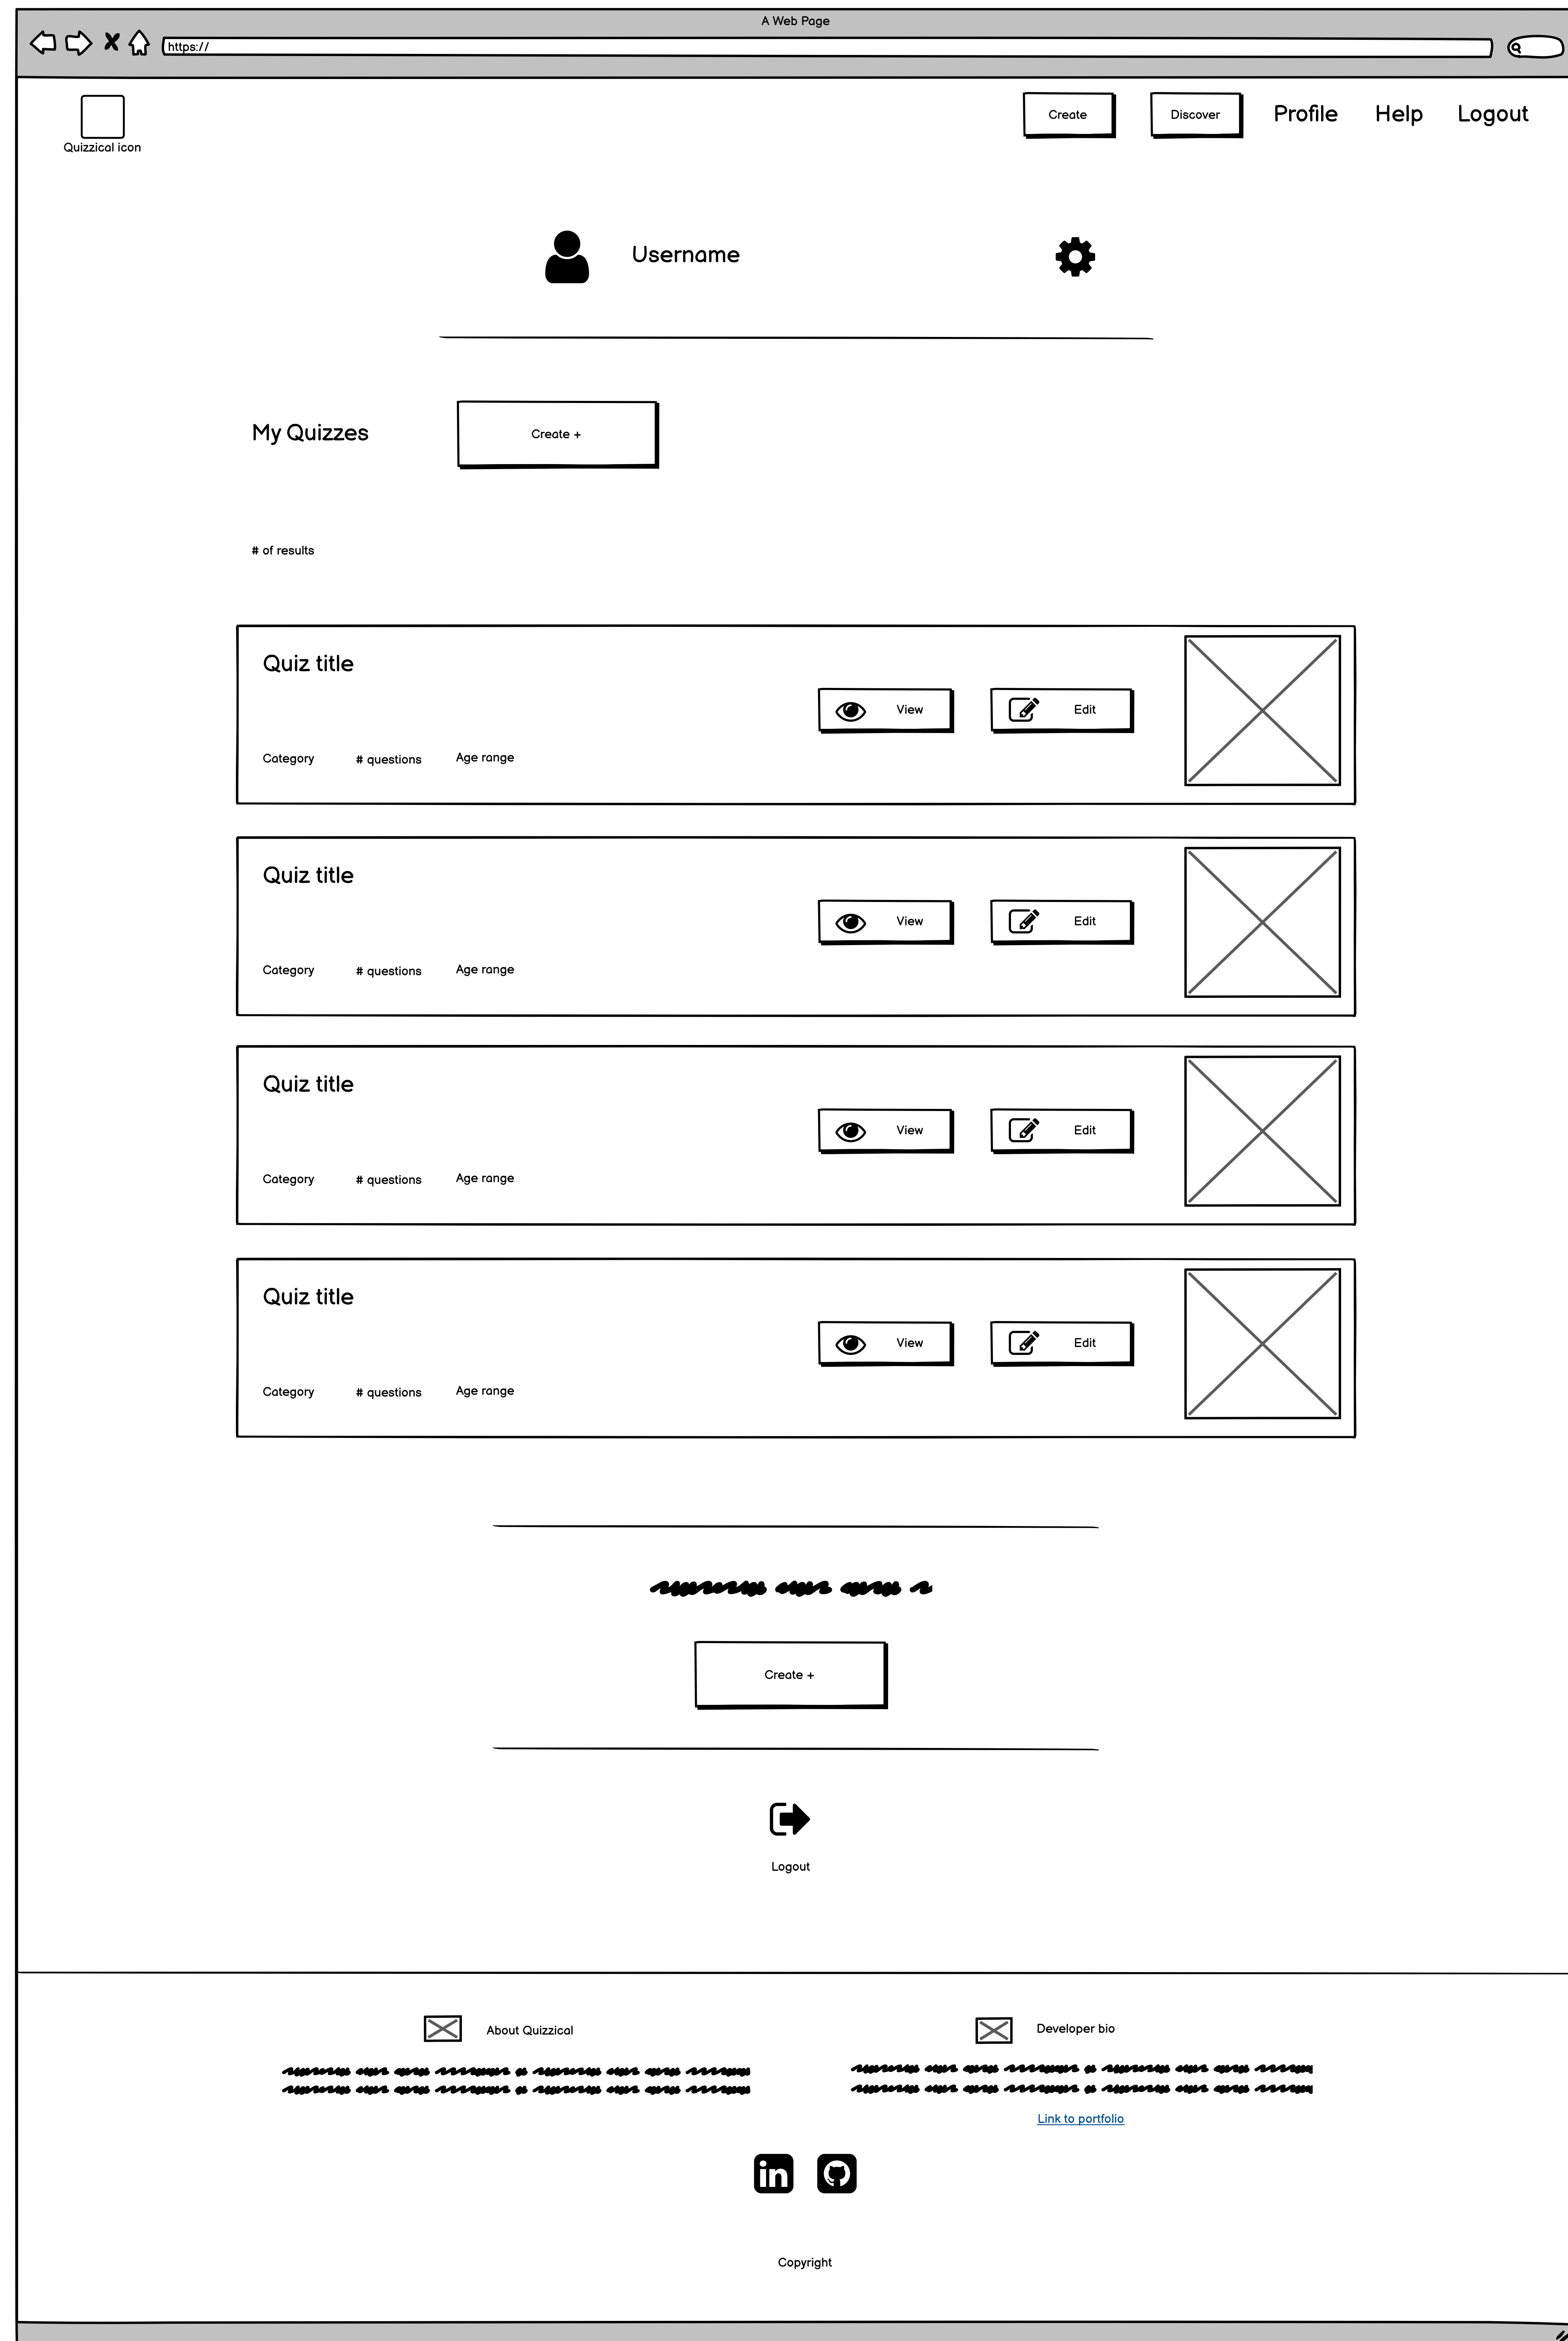 A Web Page
https://
Quizzical icon
Create
Discover
Profile
Help
Logout
Username
My Quizzes
Create +
# of results
Quiz title
View
Edit
Category
# questions
Age range
Quiz title
View
Edit
Category
# questions
Age range
Quiz title
View
Edit
Category
# questions
Age range
Quiz title
View
Edit
Category
# questions
Age range
Create +
Logout
About Quizzical
Developer bio
Link to portfolio
in
Copyright